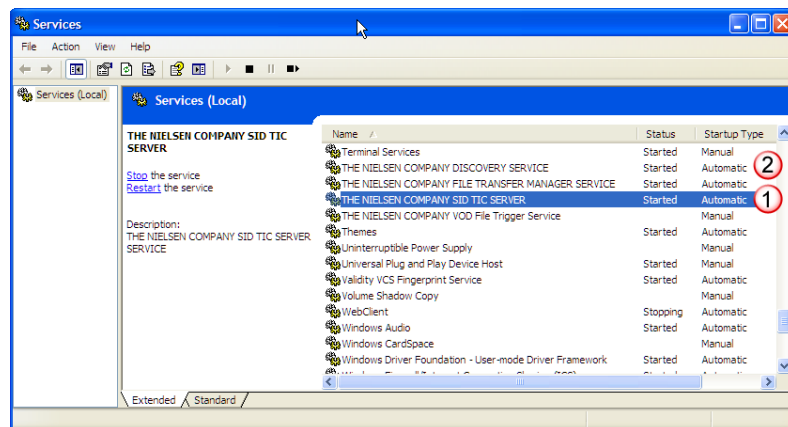 Services
File Action View Help
Services (Local)
Services (Local)
THE NIELSEN COMPANY SID TIC SERVER
Stop the service
Restart the service
Description:
THE NIELSEN COMPANY SID TIC SERVER SERVICE
Name Status Startup Type
Terminal Services Started Manual
THE NIELSEN COMPANY DISCOVERY SERVICE Started Automatic 2
THE NIELSEN COMPANY FILE TRANSFER MANAGER SERVICE Started Automatic
THE NIELSEN COMPANY SID TIC SERVER Started Automatic 1
THE NIELSEN COMPANY VOD File Trigger Service Manual
Themes Started Automatic
Uninterruptible Power Supply Manual
Universal Plug and Play Device Host Started Manual
Validity VCS Fingerprint Service Started Automatic
Volume Shadow Copy Manual
WebClient Stopping Automatic
Windows Audio Started Automatic
Windows CardSpace Manual
Windows Driver Foundation - User-mode Driver Framework Started Automatic
Extended Standard